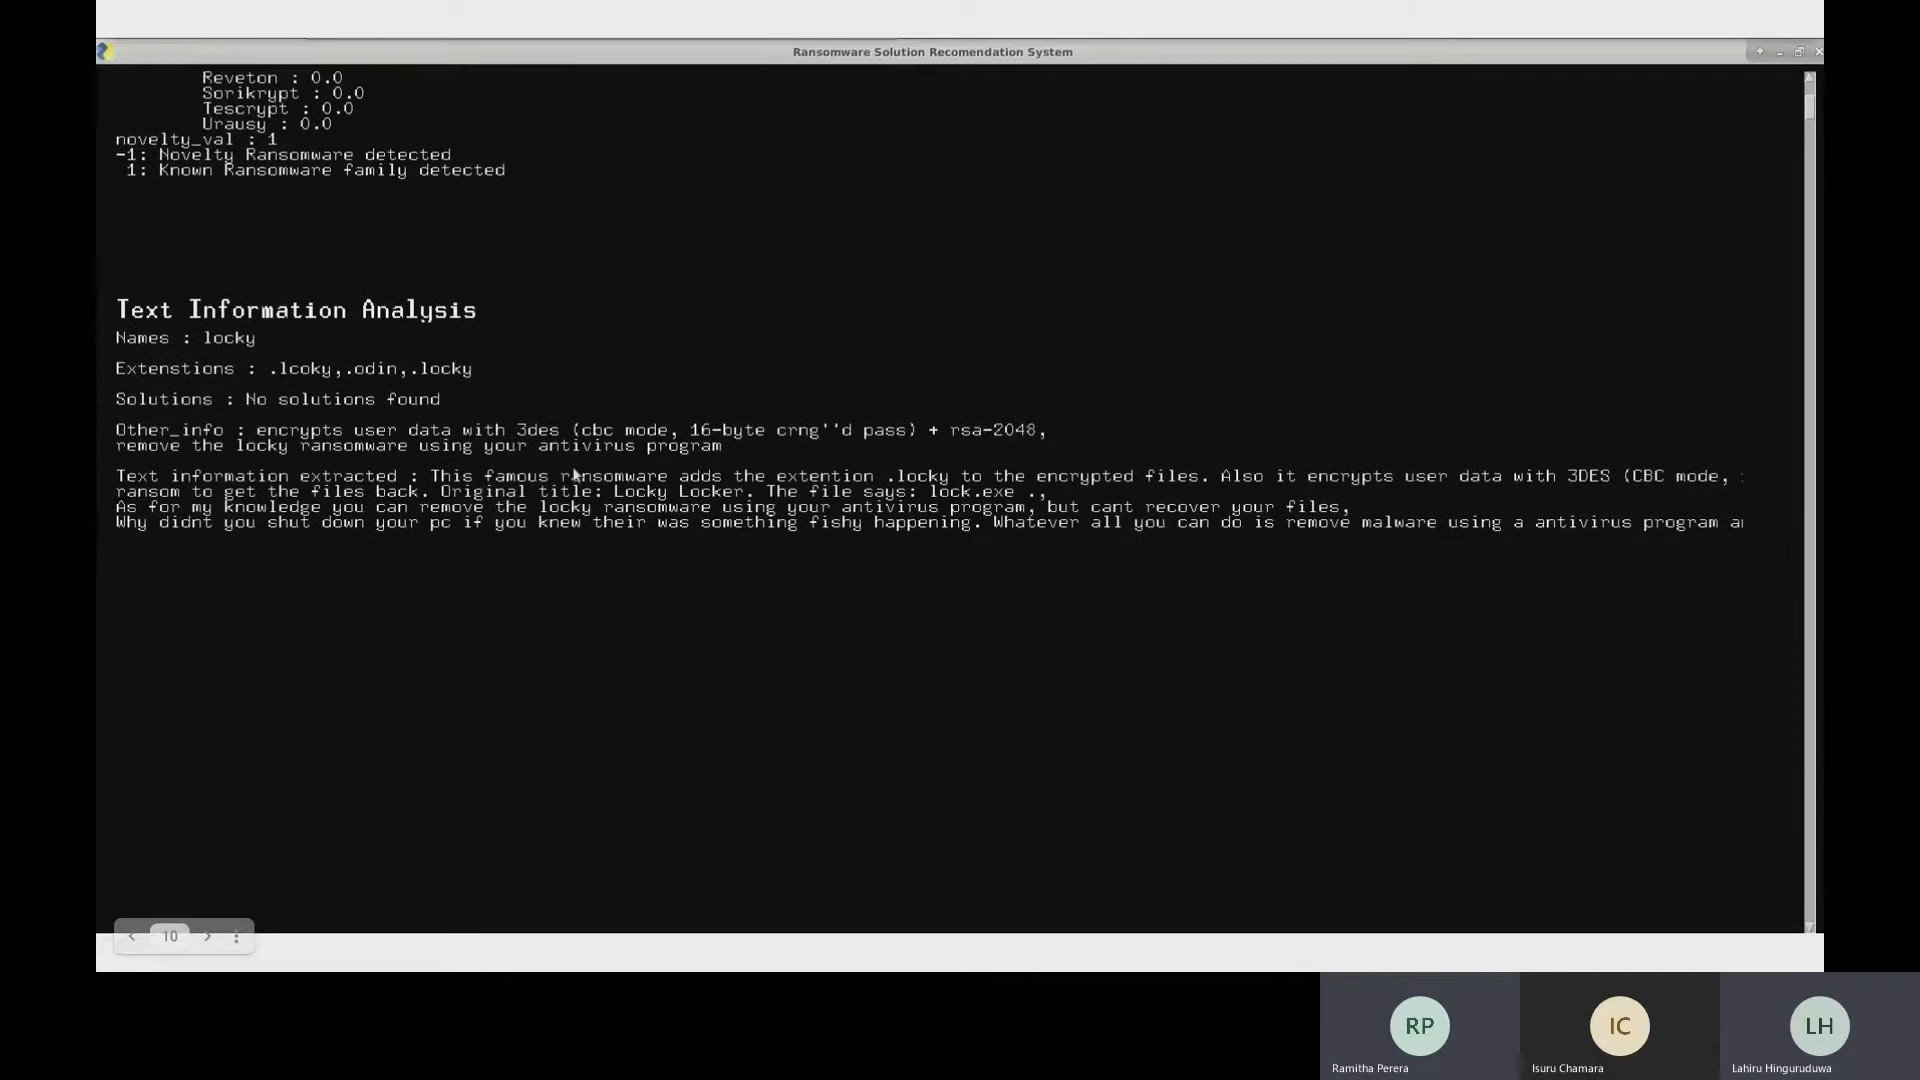 Ransomware Solution Recomendation System
Reveton : 0.0
Sorikrypt : 0.0
Tescrypt : 0.0
Urausy : 0.0
novelty_val : 1
-1: Novelty Ransomware detected
1: Known Ransomware family detected
Text Information Analysis
Names : locky
Extenstions : .lcoky,.odin,.locky
Solutions : No solutions found
Other_info : encrypts user data with 3des (cbc mode, 16-byte crng''d pass) + rsa-2048,
remove the locky ransomware using your antivirus program
Text information extracted : This famous ransomware adds the extention .locky to the encrypted files. Also it encrypts user data with 3DES (CBC mode,
ransom to get the files back. Original title: Locky Locker. The file says: lock.exe .,
As for my knowledge you can remove the locky ransomware using your antivirus program, but cant recover your files,
Why didnt you shut down your pc if you knew their was something fishy happening. Whatever all you can do is remove malware using a antivirus program
10
RP
IC
LH
Ramitha Perera
Isuru Chamara
Lahiru Hinguruduwa